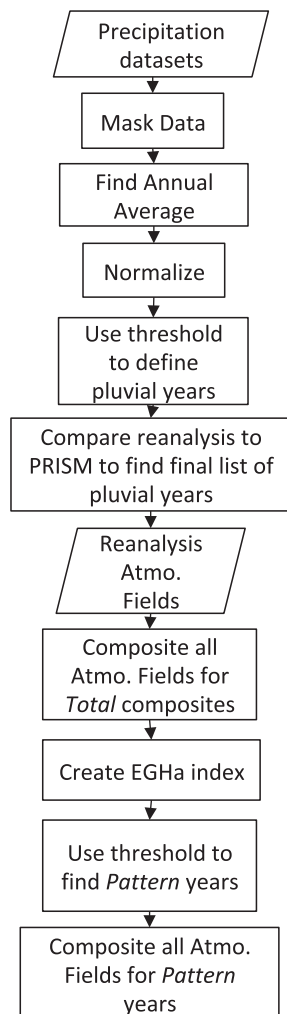 Precipitation
datasets
Mask Data
Find Annual
Average
Normalize
Use threshold
to define
pluvial years
Compare reanalysis to
PRISM to find final list of
pluvial years
Reanalysis
Atmo.
Fields
Composite all
Atmo. Fields for
Total composites
Create EGHa index
Use threshold to
find Pattern years
Composite all Atmo.
Fields for Pattern
years